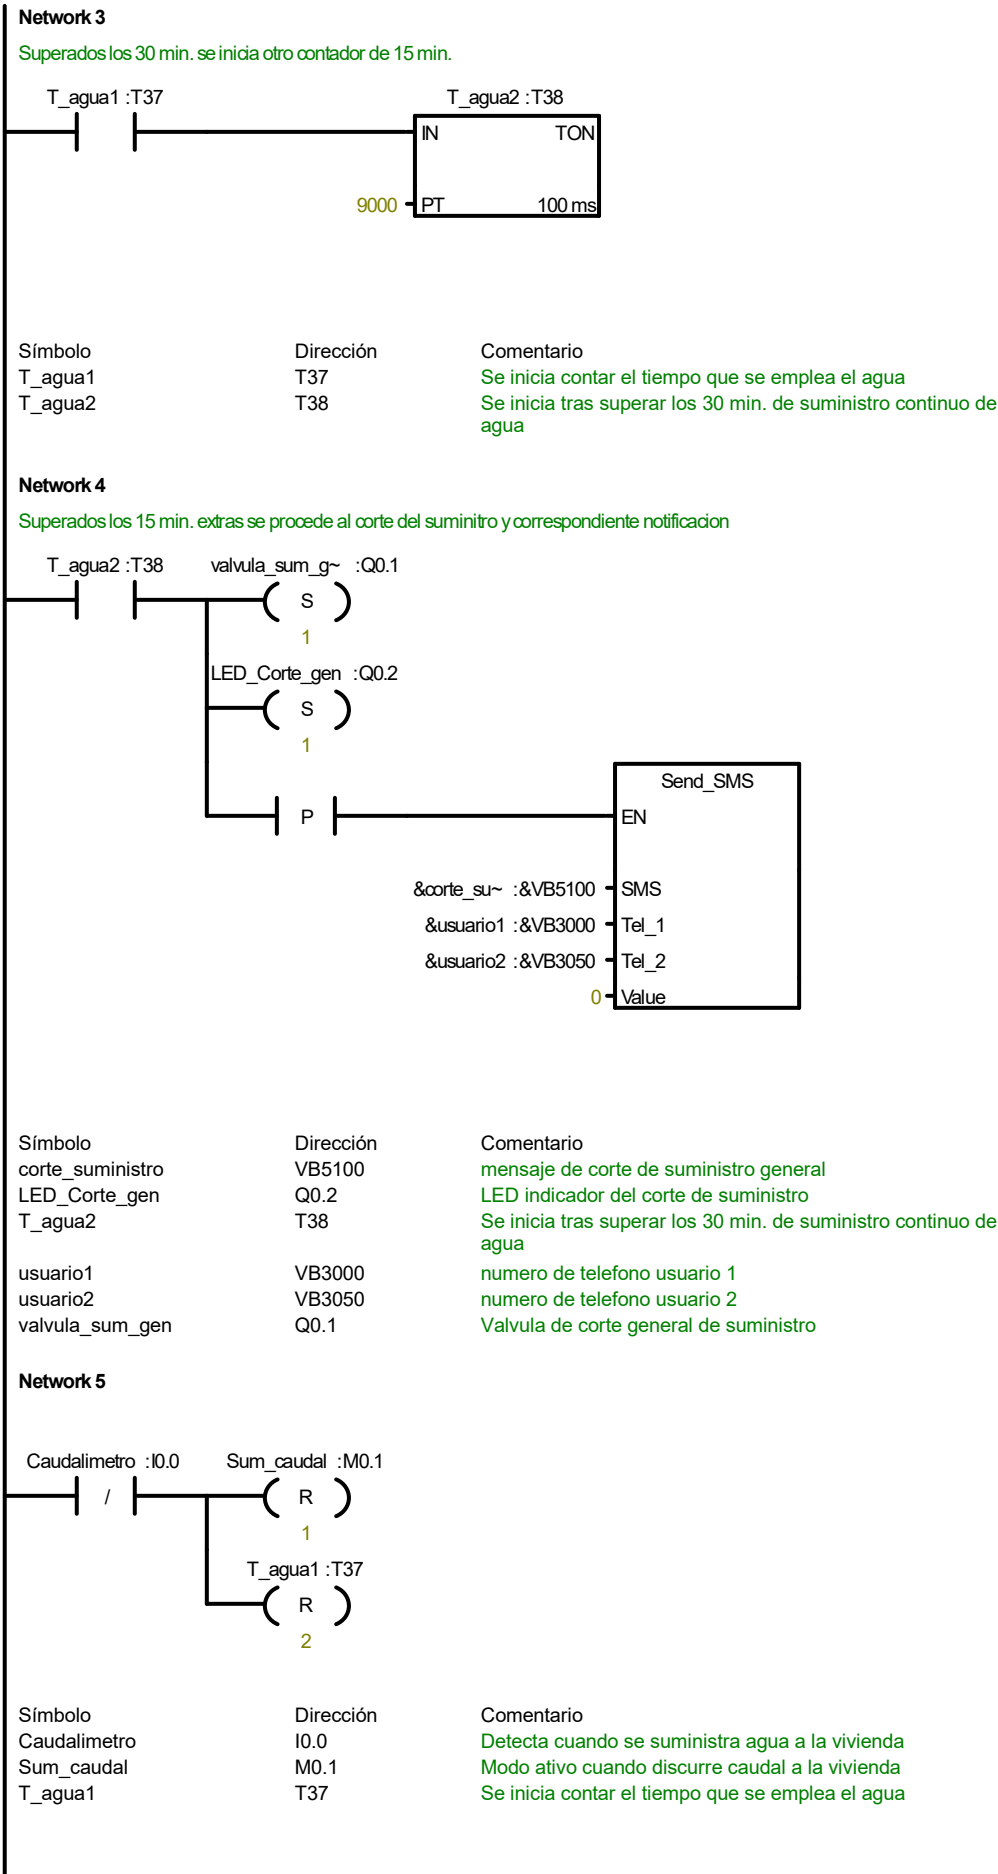 Network 3
Superados los 30 min. se inicia otro contador de 15 min.
T_agua1 :T37
T_agua2 :T38
IN TON
9000 PT 100 ms
Símbolo Dirección Comentario
T_agua1 T37 Se inicia contar el tiempo que se emplea el agua
T_agua2 T38 Se inicia tras superar los 30 min. de suministro continuo de
agua
Network 4
Superados los 15 min. extras se procede al corte del suminitro y correspondiente notificacion
T_agua2 :T38 valvula_sum_g~ :Q0.1
S
1
LED_Corte_gen :Q0.2
S
1
Send_SMS
P EN
&corte_su~ :&VB5100 SMS
&usuario1 :&VB3000 Tel_1
&usuario2 :&VB3050 Tel_2
0 Value
Símbolo Dirección Comentario
corte_suministro VB5100 mensaje de corte de suministro general
LED_Corte_gen Q0.2 LED indicador del corte de suministro
T_agua2 T38 Se inicia tras superar los 30 min. de suministro continuo de
agua
usuario1 VB3000 numero de telefono usuario 1
usuario2 VB3050 numero de telefono usuario 2
valvula_sum_gen Q0.1 Valvula de corte general de suministro
Network 5
Caudalimetro :I0.0 Sum_caudal :M0.1
/ R
1
T_agua1 :T37
R
2
Símbolo Dirección Comentario
Caudalimetro I0.0 Detecta cuando se suministra agua a la vivienda
Sum_caudal M0.1 Modo ativo cuando discurre caudal a la vivienda
T_agua1 T37 Se inicia contar el tiempo que se emplea el agua